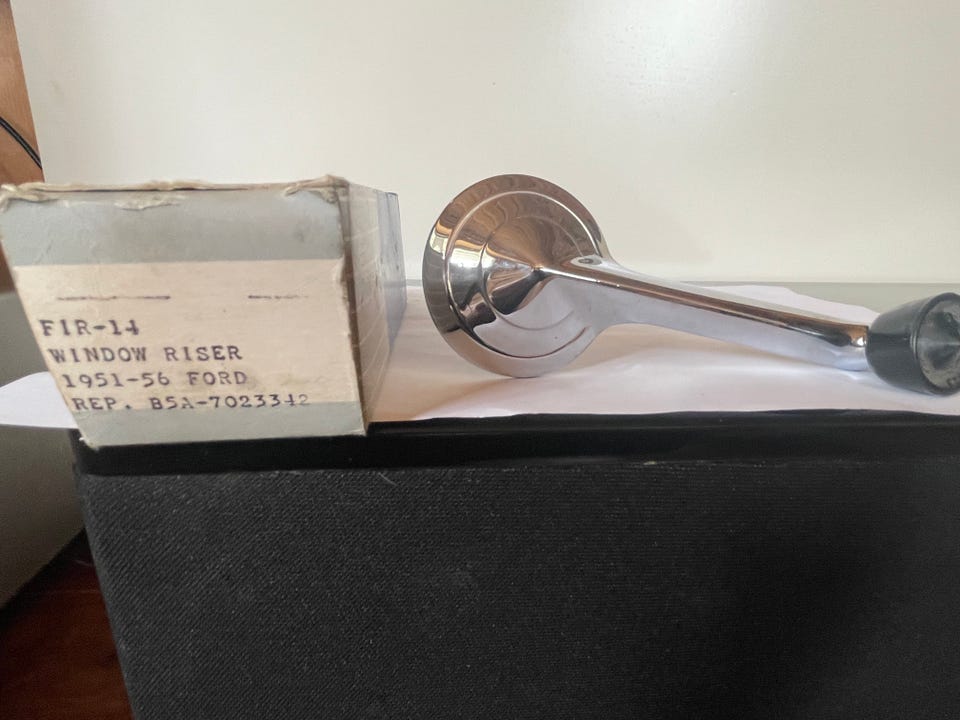 FIR-14
WINDOW RISER
1951-56 FORD
REP. B5A-7023342